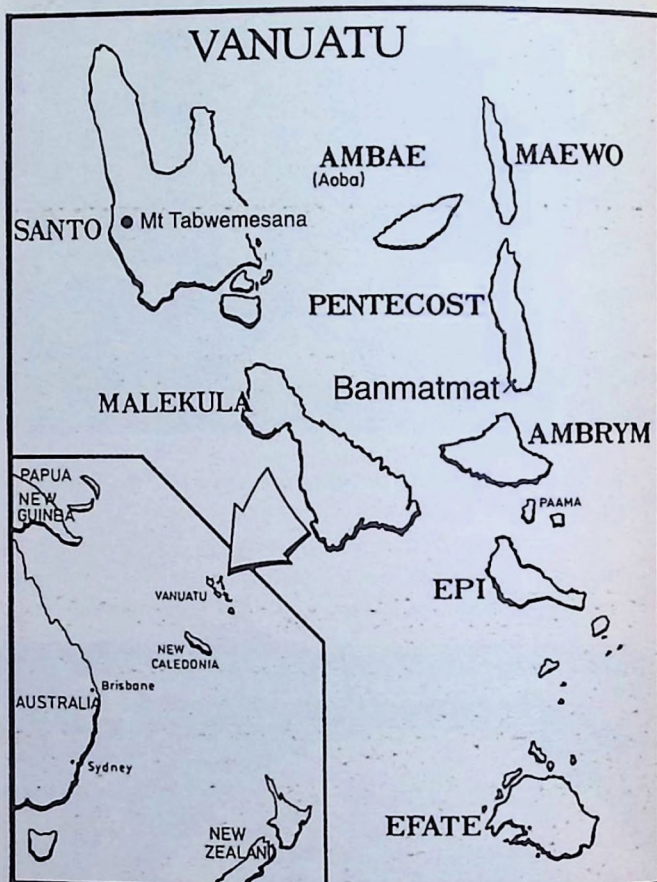 VANUATU
AMBAE
(Aoba)
MAEWO
SANTO
Mt Tabwemesana
PENTECOST
Banmatmat
MALEKULA
AMBRYM
PAAMA
EPI
EFATE
PAPUA
NEW
GUINEA
VANUATU
NEW
CALEDONIA
Brisbane
AUSTRALIA
Sydney
NEW
ZEALAND